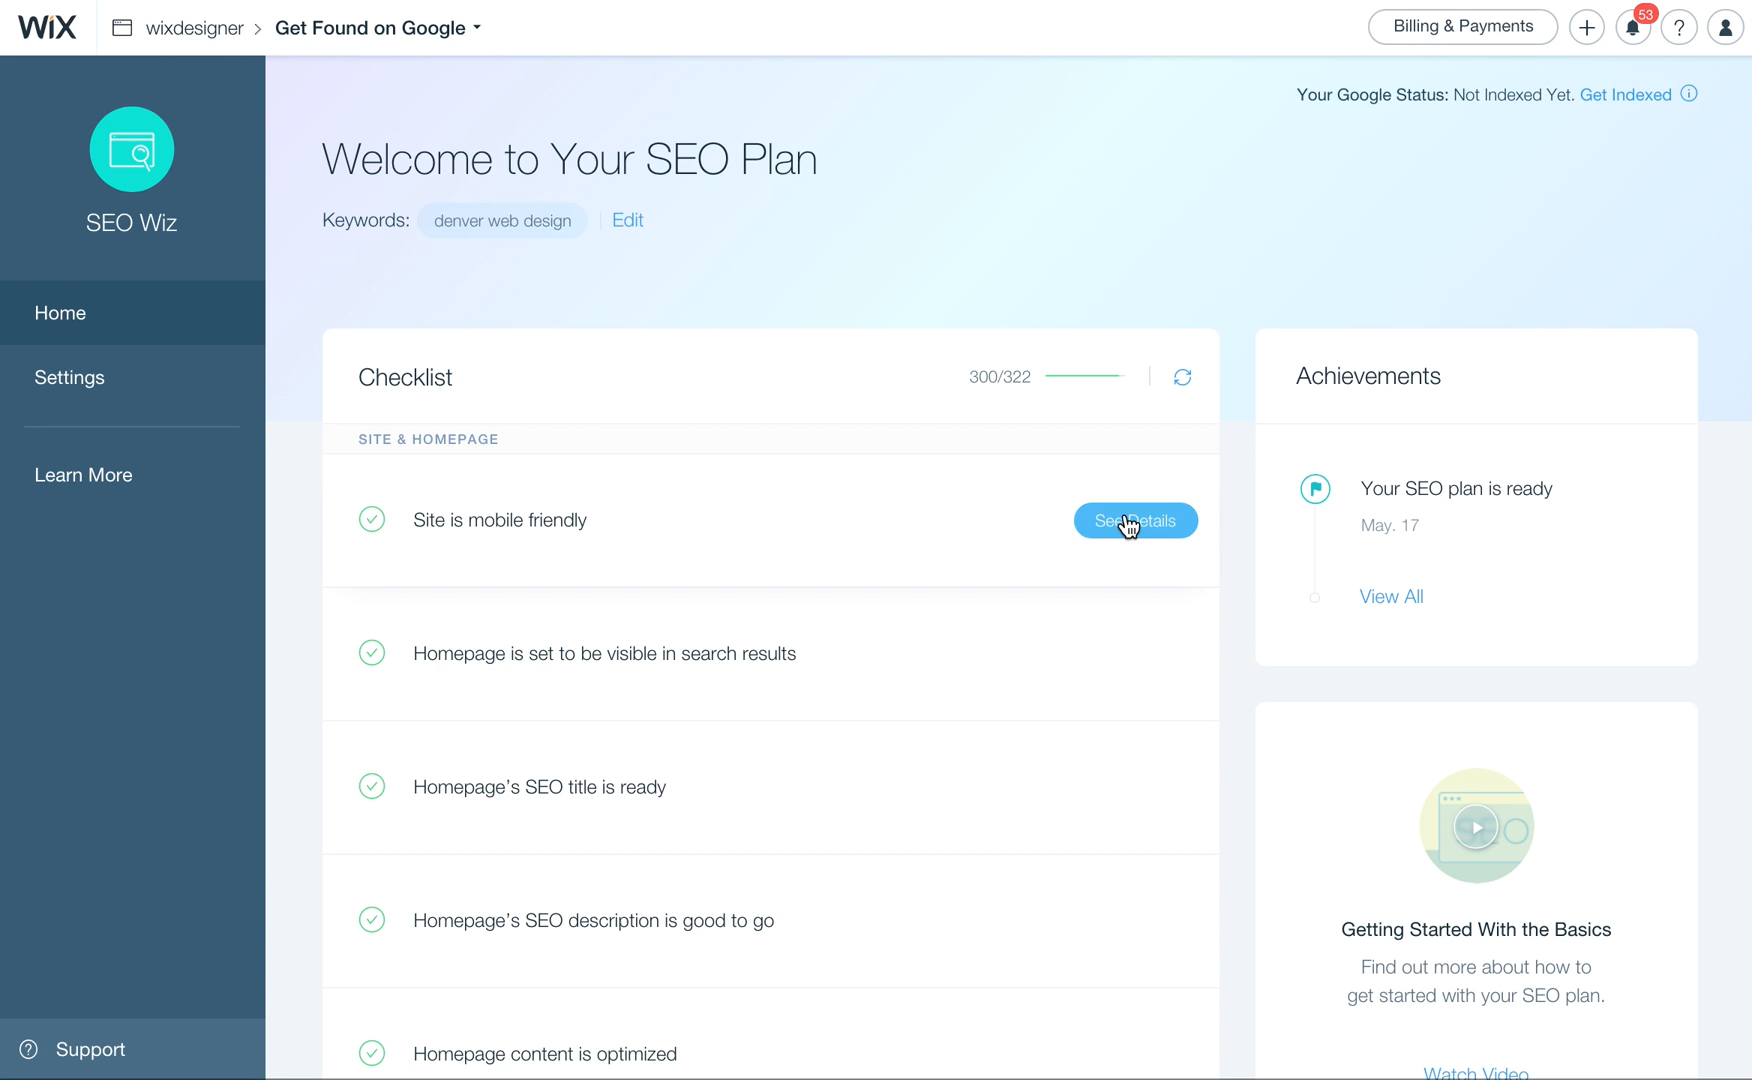 WiX
wixdesigner > Get Found on Google
Billing & Payments
53
?
SEO Wiz
Home
Settings
Learn More
? Support
Your Google Status: Not Indexed Yet. Get Indexed
Welcome to Your SEO Plan
Keywords: denver web design Edit
Checklist
300/322
SITE & HOMEPAGE
Site is mobile friendly
See Details
Homepage is set to be visible in search results
Homepage’s SEO title is ready
Homepage’s SEO description is good to go
Homepage content is optimized
Achievements
Your SEO plan is ready
May. 17
View All
SEO
Getting Started With the Basics
Find out more about how to
get started with your SEO plan.
Watch Video